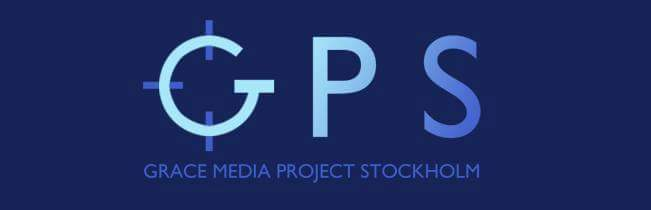 GPS
GRACE MEDIA PROJECT STOCKHOLM